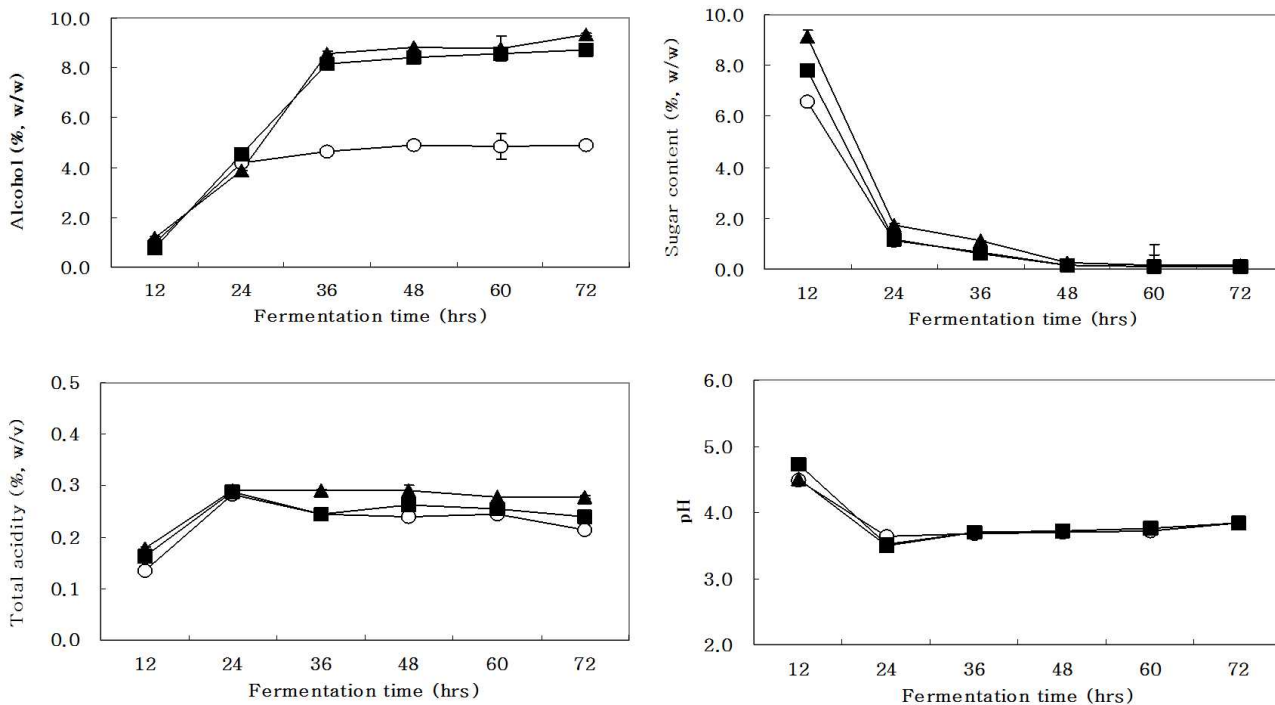 Alcohol (%, w/w)
10.0
8.0
6.0
4.0
2.0
0.0
12 24 36 48 60 72
Fermentation time (hrs)
Sugar content (%, w/w)
10.0
8.0
6.0
4.0
2.0
0.0
12 24 36 48 60 72
Fermentation time (hrs)
Total acidity (%, w/v)
0.5
0.4
0.3
0.2
0.1
0.0
12 24 36 48 60 72
Fermentation time (hrs)
pH
6.0
5.0
4.0
3.0
2.0
12 24 36 48 60 72
Fermentation time (hrs)